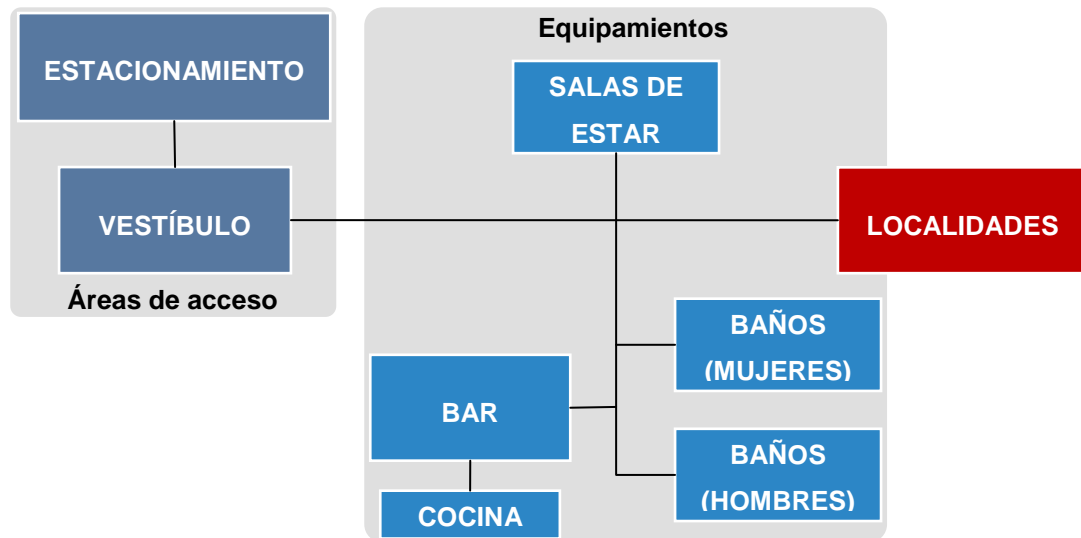 ESTACIONAMIENTO
VESTÍBULO
Áreas de acceso
Equipamientos
SALAS DE
ESTAR
LOCALIDADES
BAÑOS
(MUJERES)
BAR
BAÑOS
(HOMBRES)
COCINA